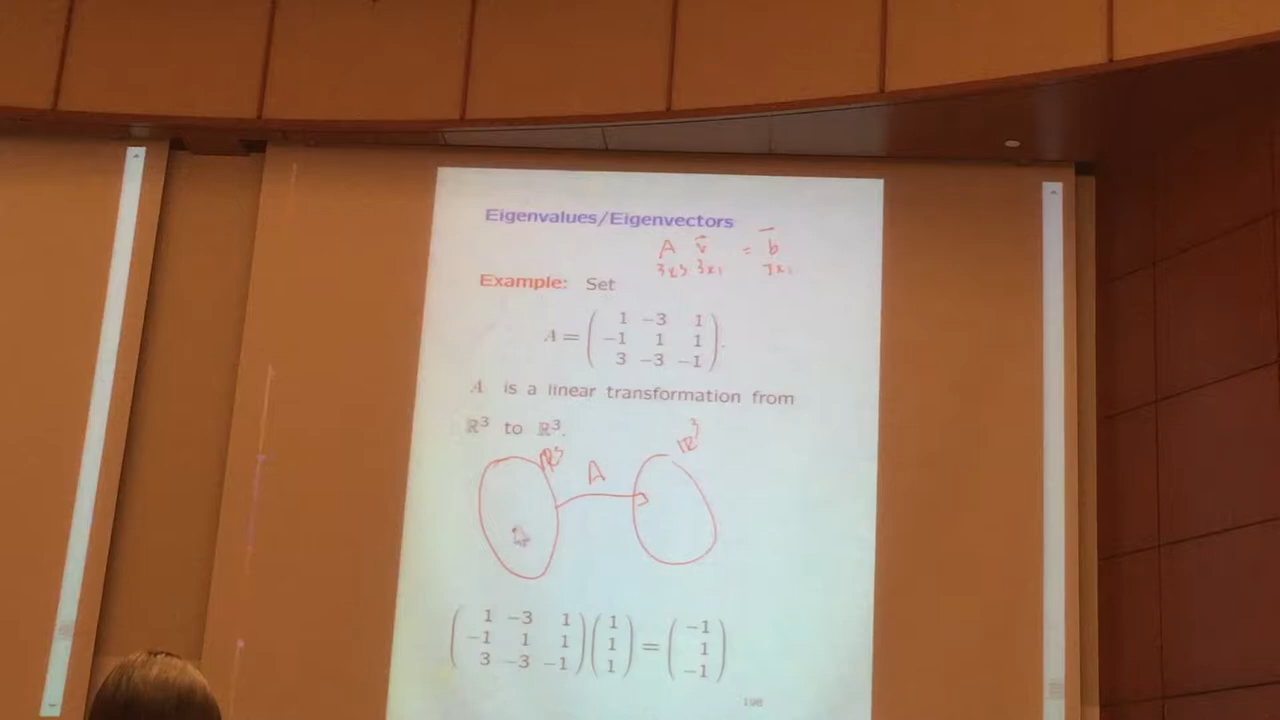 Eigenvalues/Eigenvectors
A v̄ = b̄
3x3 3x1 3x1
Example: Set
A = ( 1 −3 1
−1 1 1
3 −3 −1 ).
A is a linear transformation from
ℝ³ to ℝ³.
ℝ³ A ℝ³
( 1 −3 1 ) ( 1 ) = ( −1 )
( −1 1 1 ) ( 1 ) ( 1 )
( 3 −3 −1 ) ( 1 ) ( −1 )
198